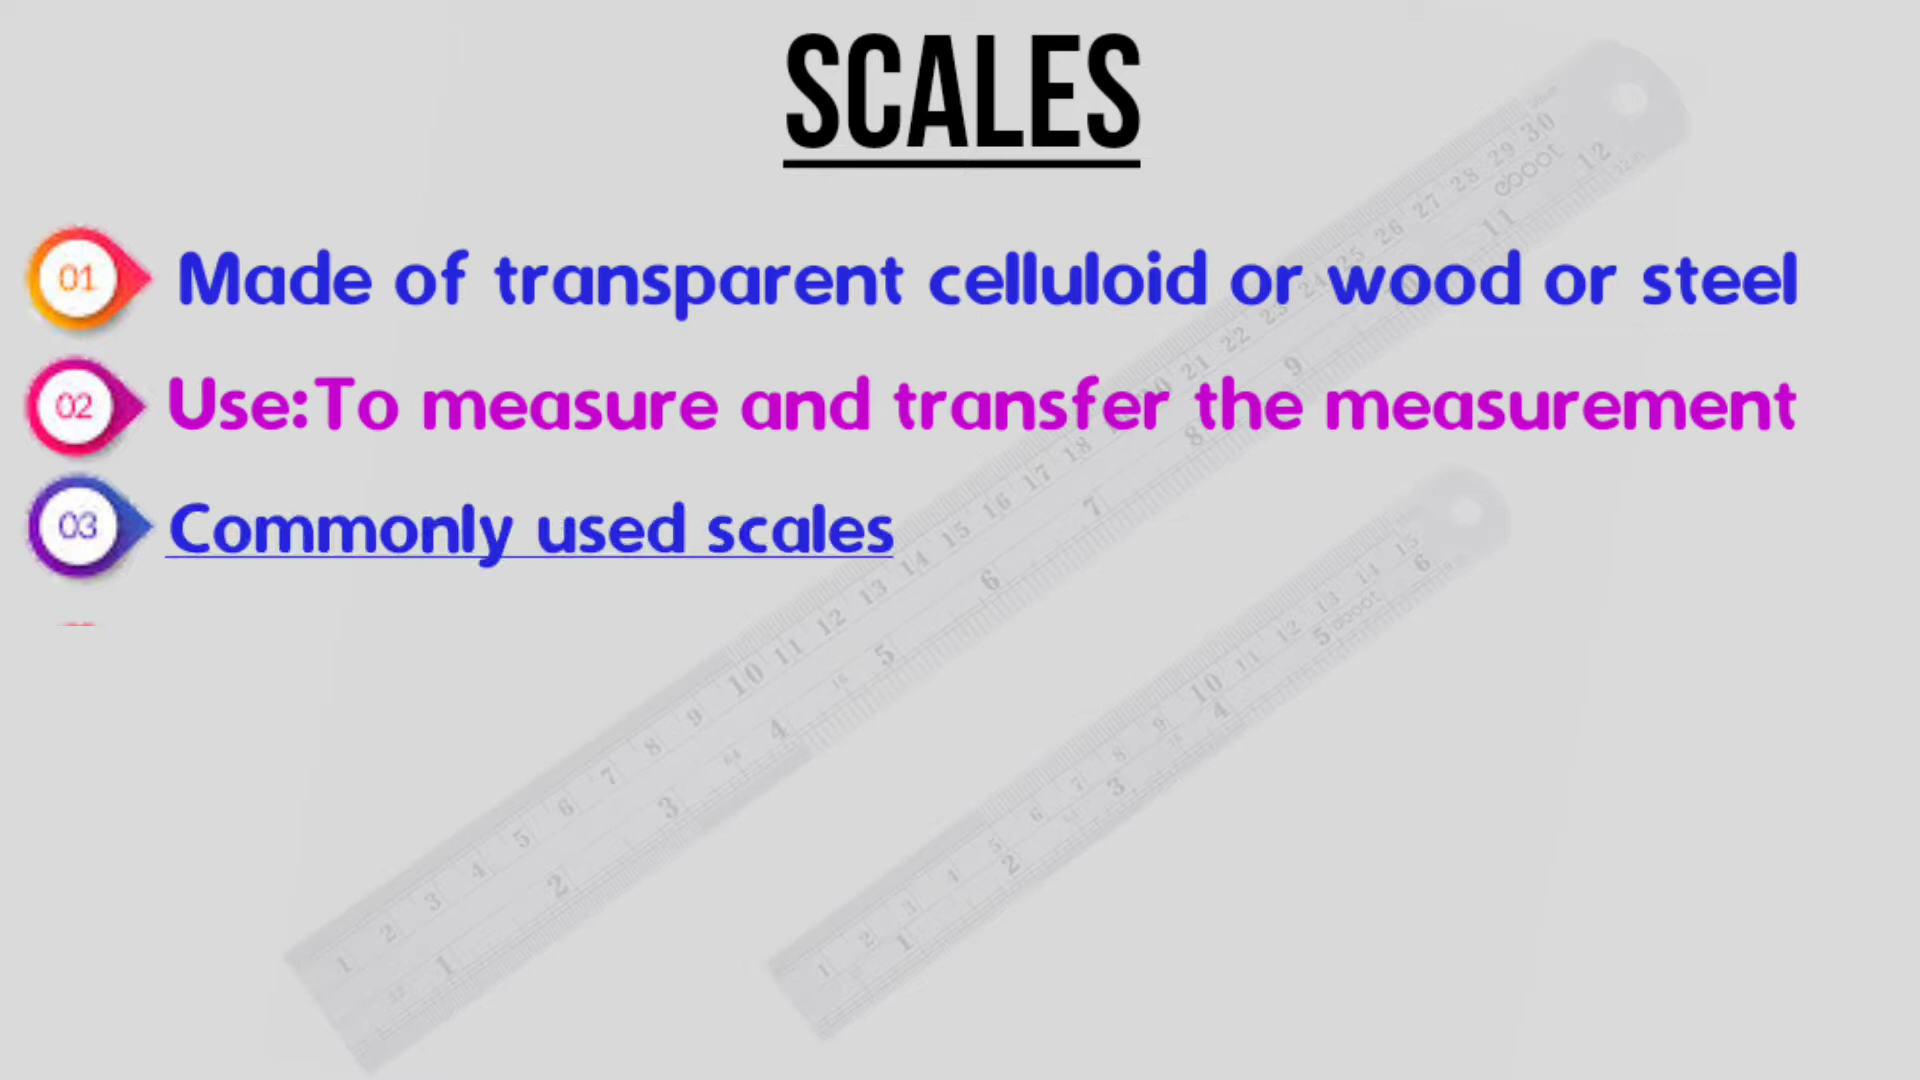 SCALES
01 Made of transparent celluloid or wood or steel
02 Use:To measure and transfer the measurement
03 Commonly used scales